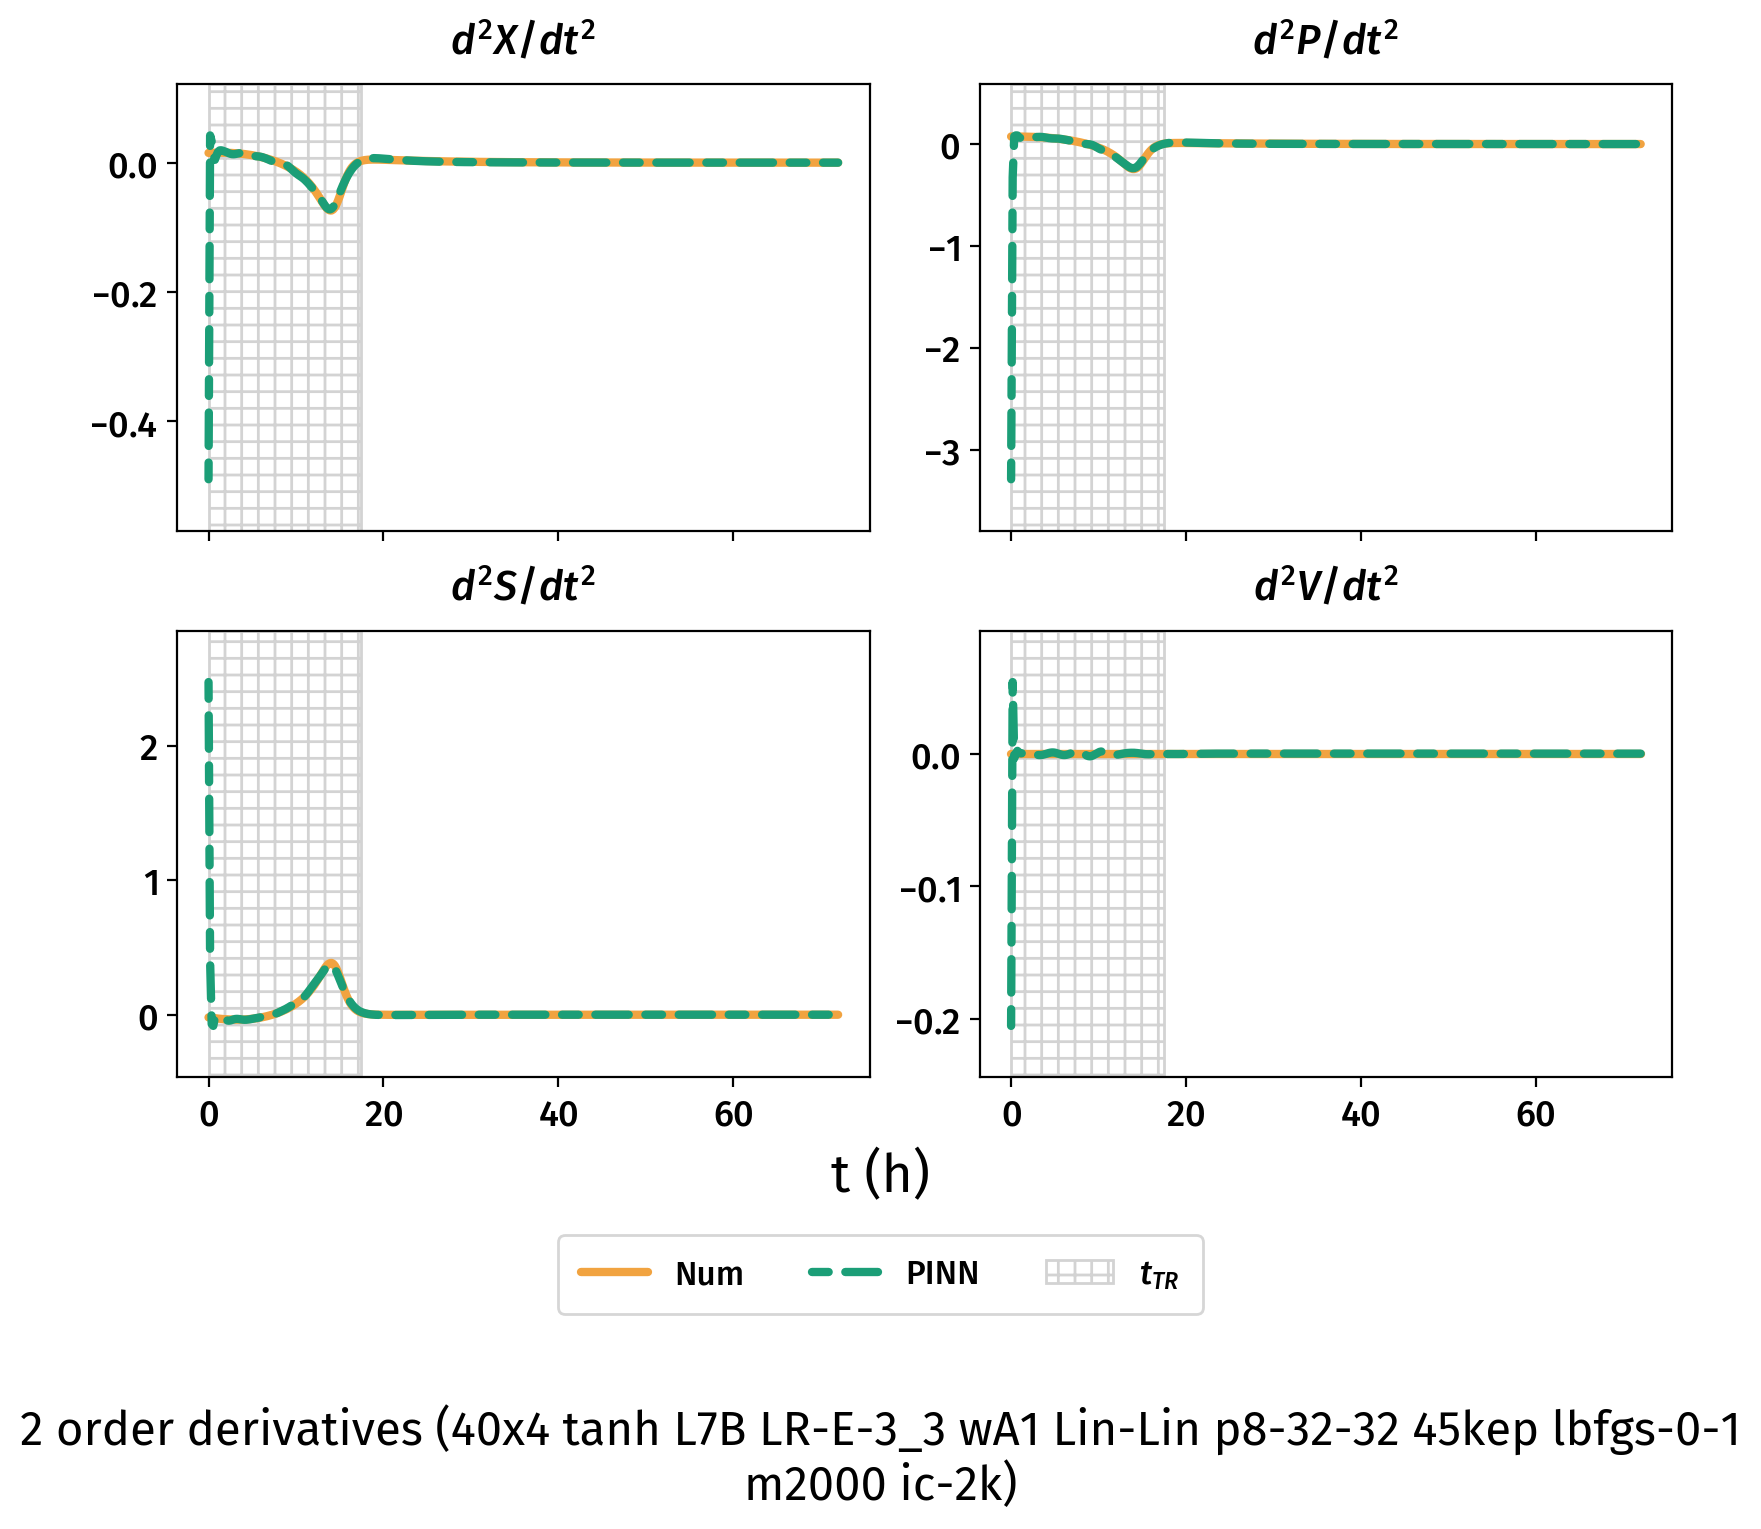 d²X/dt²
d²P/dt²
0.0
−0.2
−0.4
0
−1
−2
−3
d²S/dt²
d²V/dt²
2
1
0
0.0
−0.1
−0.2
0 20 40 60
0 20 40 60
t (h)
Num PINN t_TR
2 order derivatives (40x4 tanh L7B LR-E-3_3 wA1 Lin-Lin p8-32-32 45kep lbfgs-0-1
m2000 ic-2k)